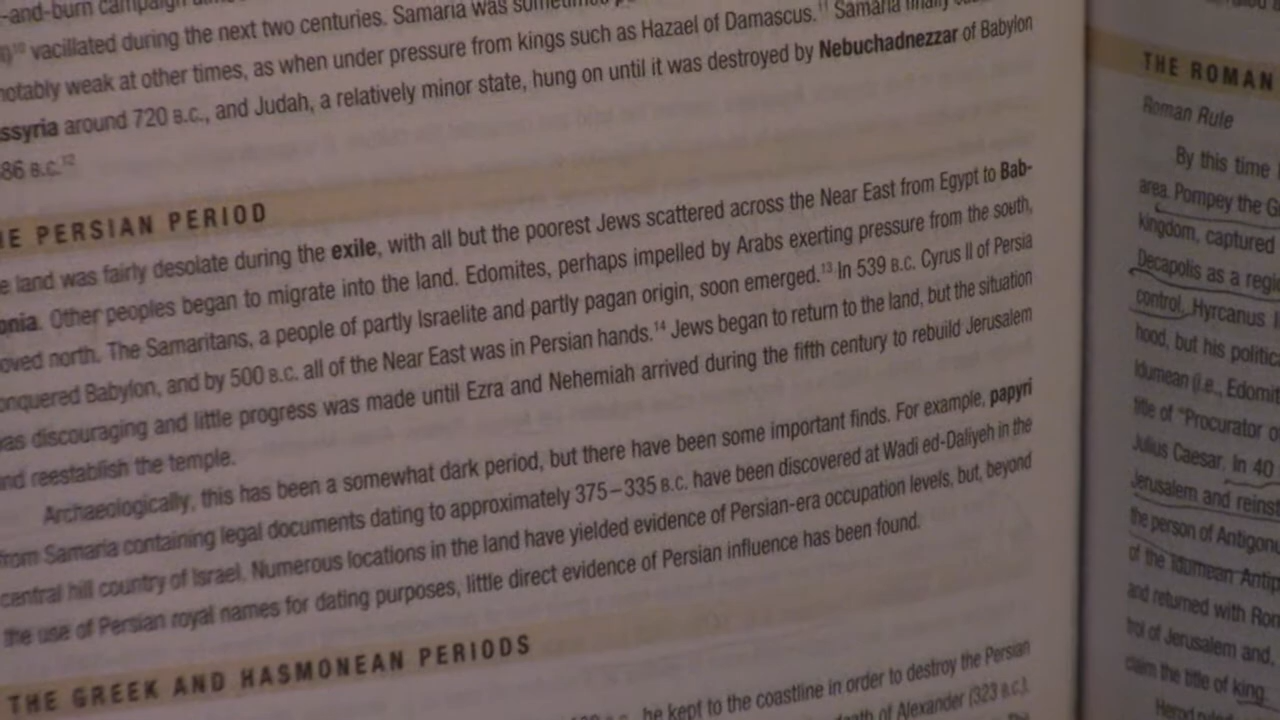 -and-burn campaign
vacillated during the next two centuries. Samaria was
notably weak at other times, as when under pressure from kings such as Hazael of Damascus.11 Samaria finally
ssyria around 720 B.C., and Judah, a relatively minor state, hung on until it was destroyed by Nebuchadnezzar of Babylon
86 B.C.12
E PERSIAN PERIOD
e land was fairly desolate during the exile, with all but the poorest Jews scattered across the Near East from Egypt to Bab-
onia. Other peoples began to migrate into the land. Edomites, perhaps impelled by Arabs exerting pressure from the south,
oved north. The Samaritans, a people of partly Israelite and partly pagan origin, soon emerged.13 In 539 B.C. Cyrus II of Persia
onquered Babylon, and by 500 B.C. all of the Near East was in Persian hands.14 Jews began to return to the land, but the situation
as discouraging and little progress was made until Ezra and Nehemiah arrived during the fifth century to rebuild Jerusalem
nd reestablish the temple.
Archaeologically, this has been a somewhat dark period, but there have been some important finds. For example, papyri
from Samaria containing legal documents dating to approximately 375–335 B.C. have been discovered at Wadi ed-Daliyeh in the
central hill country of Israel. Numerous locations in the land have yielded evidence of Persian-era occupation levels, but, beyond
the use of Persian royal names for dating purposes, little direct evidence of Persian influence has been found.
THE GREEK AND HASMONEAN PERIODS
he kept to the coastline in order to destroy the Persian
of Alexander (323 B.C.).
THE ROMAN
Roman Rule
By this time
area. Pompey the G
kingdom, captured
Decapolis as a regi
control, Hyrcanus
hood, but his politic
Idumean (i.e., Edomit
title of "Procurator o
Julius Caesar. In 40
Jerusalem and reinst
the person of Antigonu
of the Idumean Antip
and returned with Rom
trol of Jerusalem and,
claim the title of king.